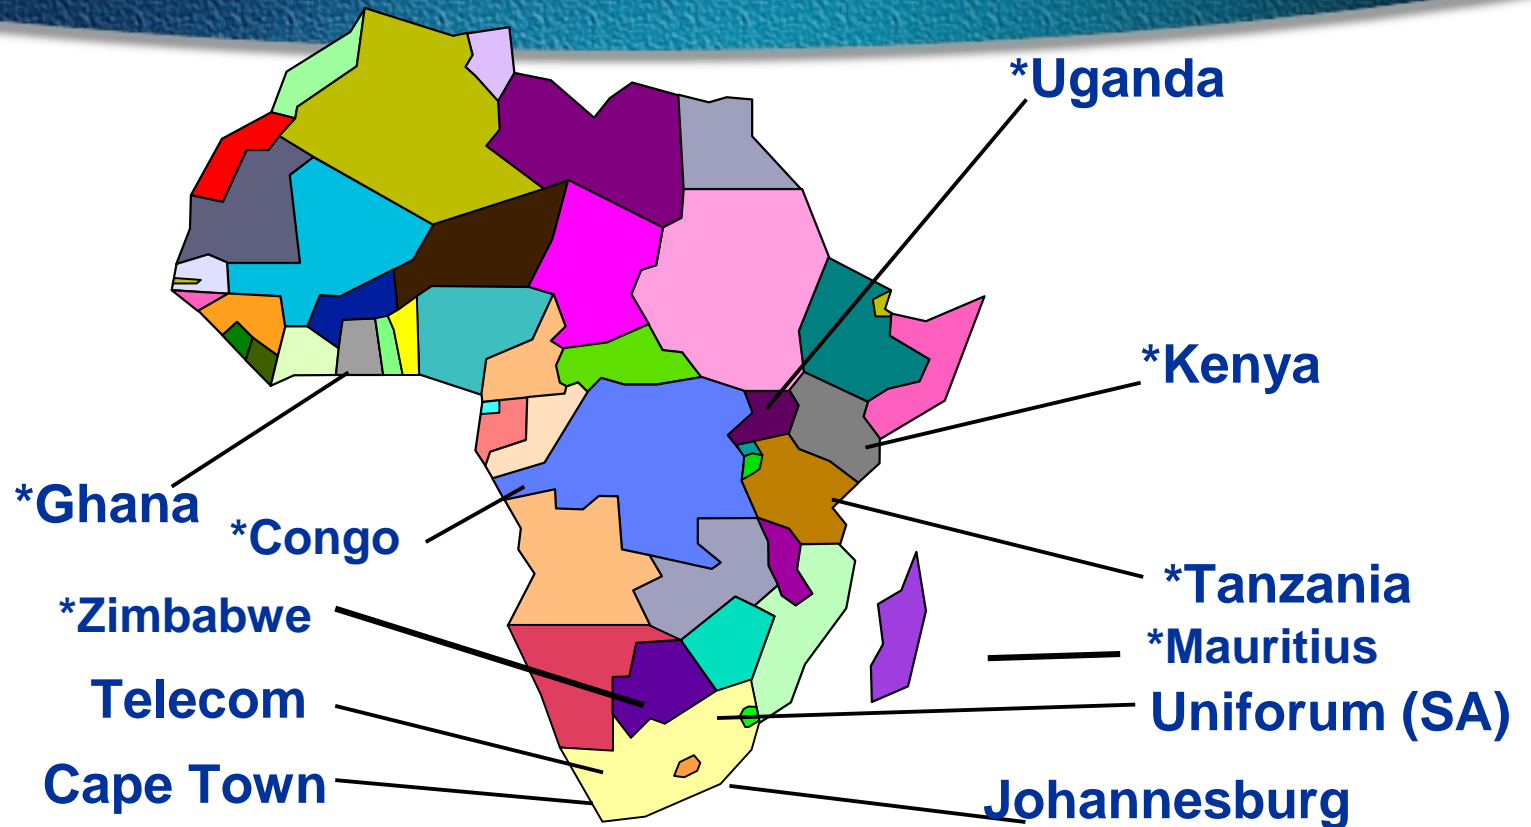 *Uganda
*Kenya
*Ghana
*Congo
*Tanzania
*Zimbabwe
*Mauritius
Telecom
Uniforum (SA)
Cape Town
Johannesburg